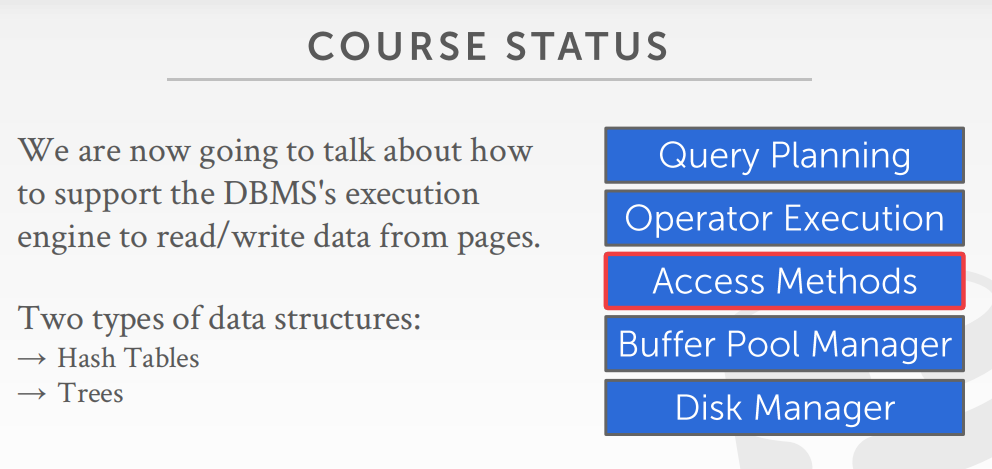 COURSE STATUS
We are now going to talk about how
to support the DBMS's execution
engine to read/write data from pages.
Two types of data structures:
→ Hash Tables
→ Trees
Query Planning
Operator Execution
Access Methods
Buffer Pool Manager
Disk Manager